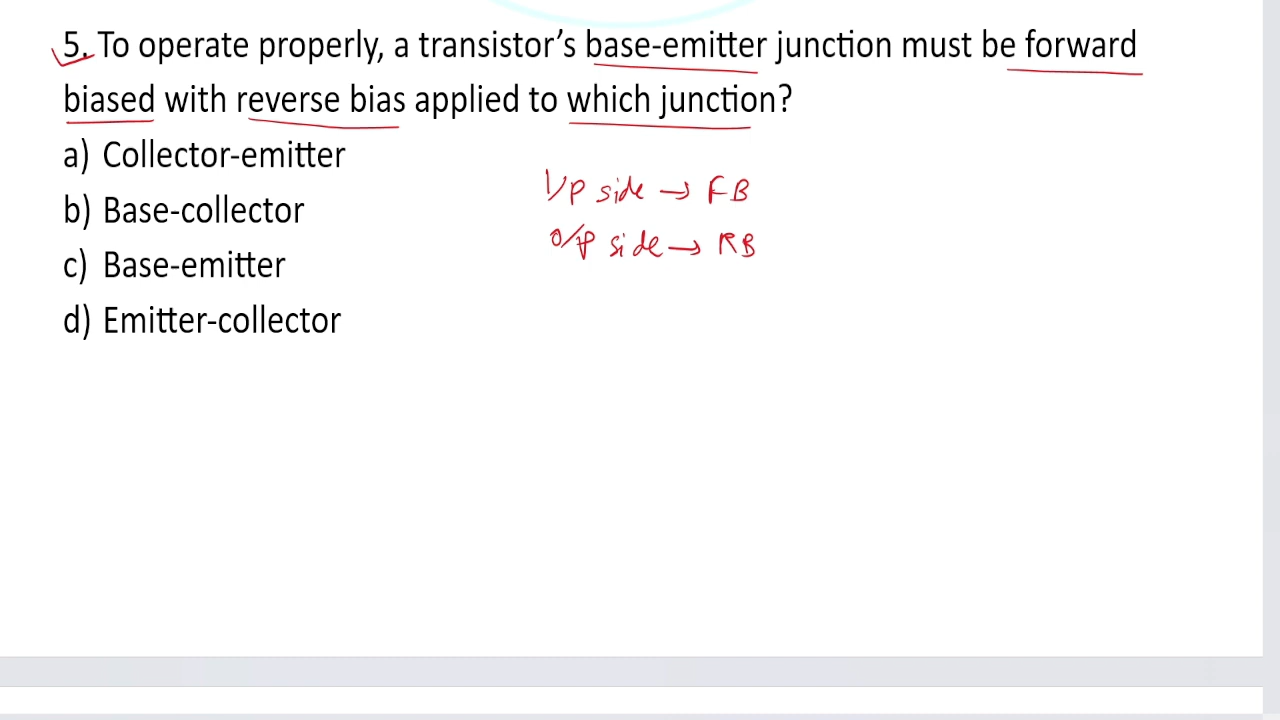 5. To operate properly, a transistor’s base-emitter junction must be forward
biased with reverse bias applied to which junction?
a) Collector-emitter
b) Base-collector
c) Base-emitter
d) Emitter-collector
I/P side → FB
O/P side → RB